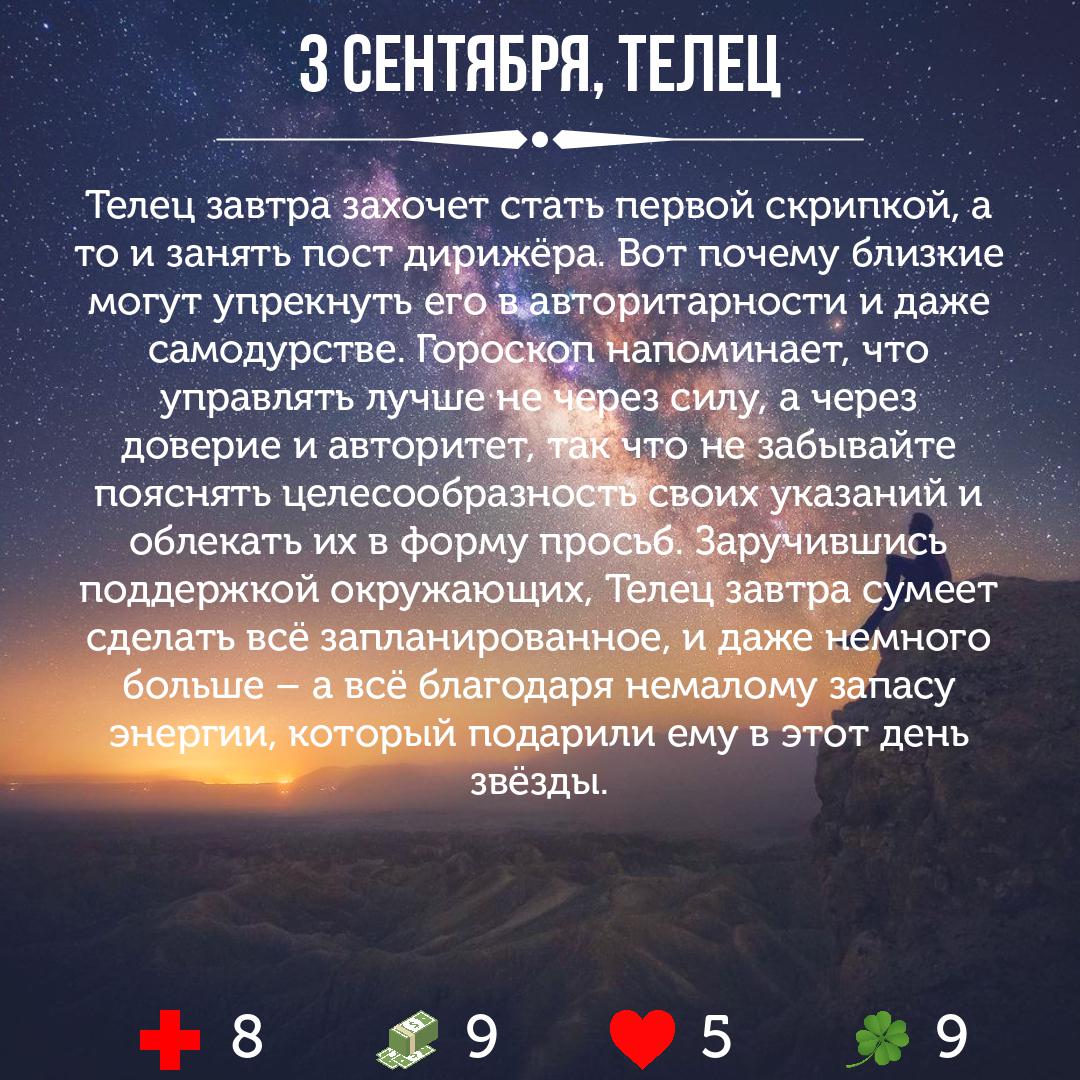 3 СЕНТЯБРЯ, ТЕЛЕЦ
Телец завтра захочет стать первой скрипкой, а
то и занять пост дирижёра. Вот почему близкие
могут упрекнуть его в авторитарности и даже
самодурстве. Гороскоп напоминает, что
управлять лучше не через силу, а через
доверие и авторитет, так что не забывайте
пояснять целесообразность своих указаний и
облекать их в форму просьб. Заручившись
поддержкой окружающих, Телец завтра сумеет
сделать всё запланированное, и даже немного
больше – а всё благодаря немалому запасу
энергии, который подарили ему в этот день
звёзды.
8 9 5 9